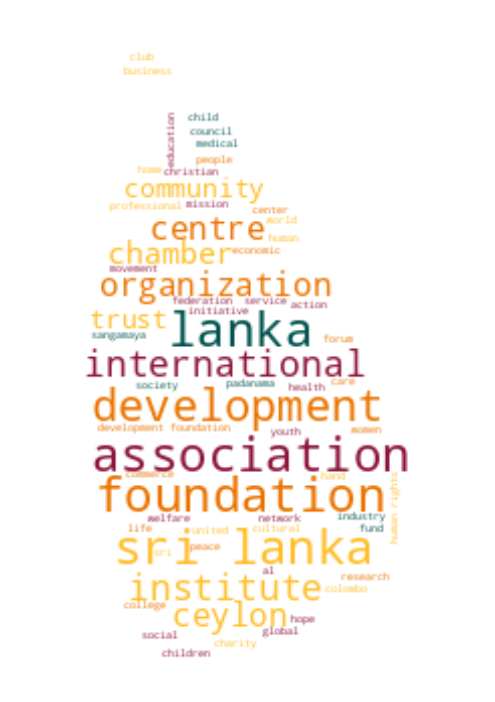 club
business
education
child
council
medical
people
home christian
community
professional mission
center
world
centre
human
chamber economic
movement
organization
federation service action
initiative
trust
lanka
sangamaya
forum
international
society padanama health care
development
development foundation
youth women
association
commerce hand
foundation
human rights
welfare network industry
life united cultural fund
sri lanka
sri peace
al
research
institute colombo
college
ceylon hope
social global
charity
children